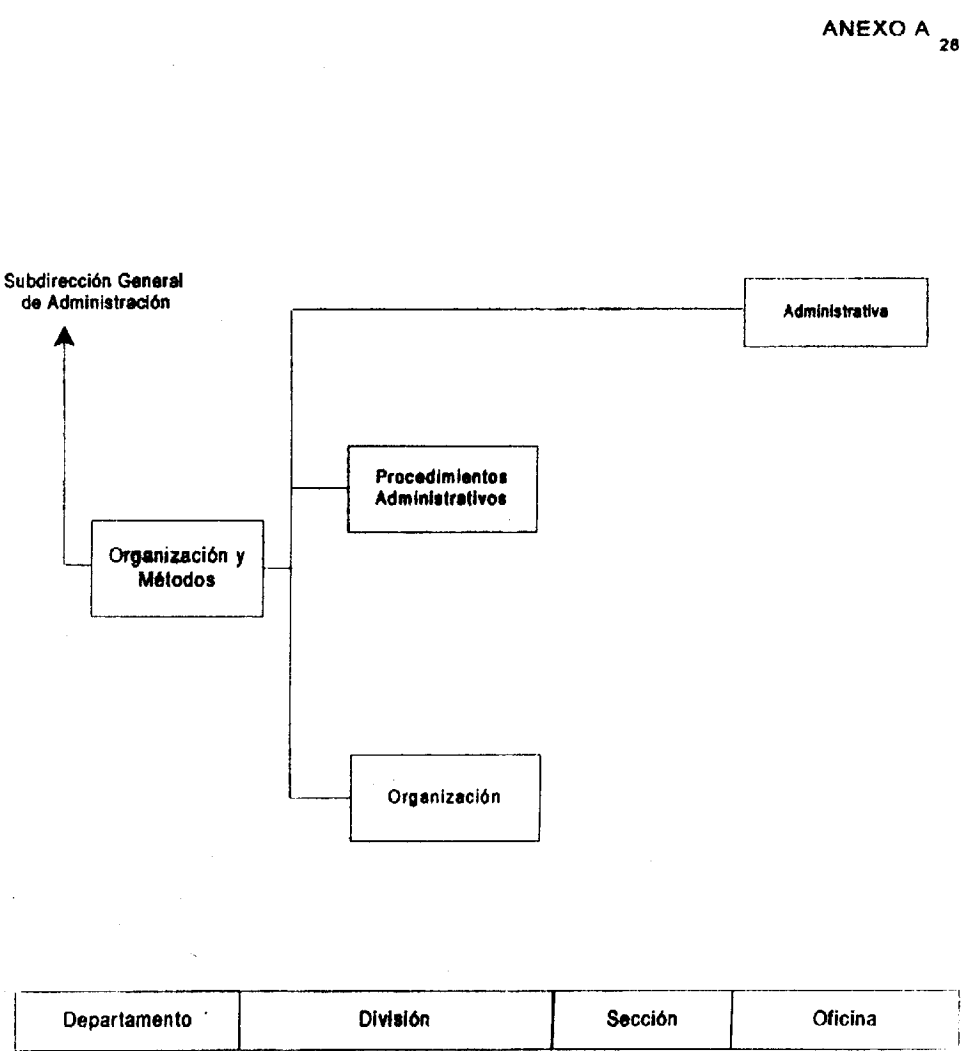 ANEXO A
28
Subdirección General
de Administración
Administrativa
Procedimientos
Administrativos
Organización y
Métodos
Organización
Departamento
División
Sección
Oficina